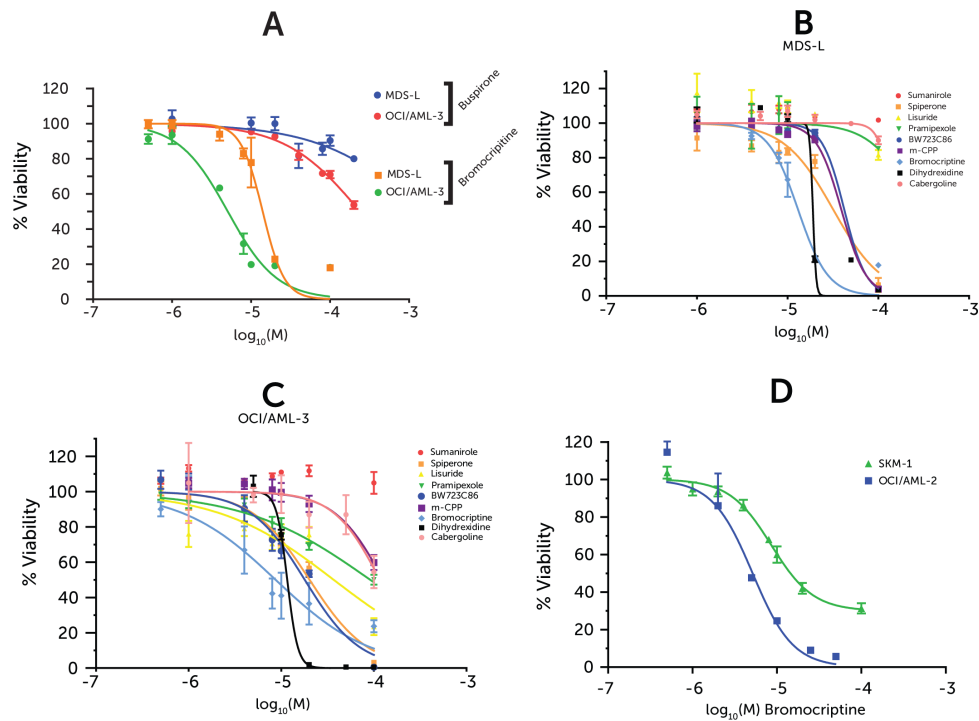 A
% Viability
120
100
80
60
40
20
0
-7
-6
-5
-4
-3
log10(M)
MDS-L
OCI/AML-3
Buspirone
MDS-L
OCI/AML-3
Bromocriptine
B
MDS-L
% Viability
120
100
80
60
40
20
0
-7
-6
-5
-4
-3
log10(M)
Sumanirole
Spiperone
Lisuride
Pramipexole
BW723C86
m-CPP
Bromocriptine
Dihydrexidine
Cabergoline
C
OCI/AML-3
% Viability
120
100
80
60
40
20
0
-7
-6
-5
-4
-3
log10(M)
Sumanirole
Spiperone
Lisuride
Pramipexole
BW723C86
m-CPP
Bromocriptine
Dihydrexidine
Cabergoline
D
% Viability
120
100
80
60
40
20
0
-7
-6
-5
-4
-3
log10(M) Bromocriptine
SKM-1
OCI/AML-2